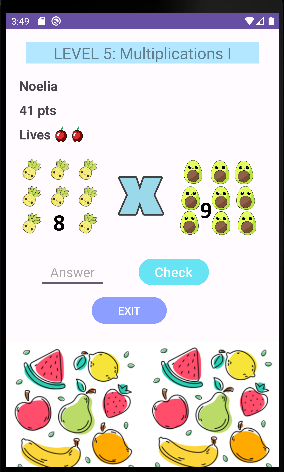 3:49
LEVEL 5: Multiplications I
Noelia
41 pts
Lives
8 X 9
Answer Check
EXIT